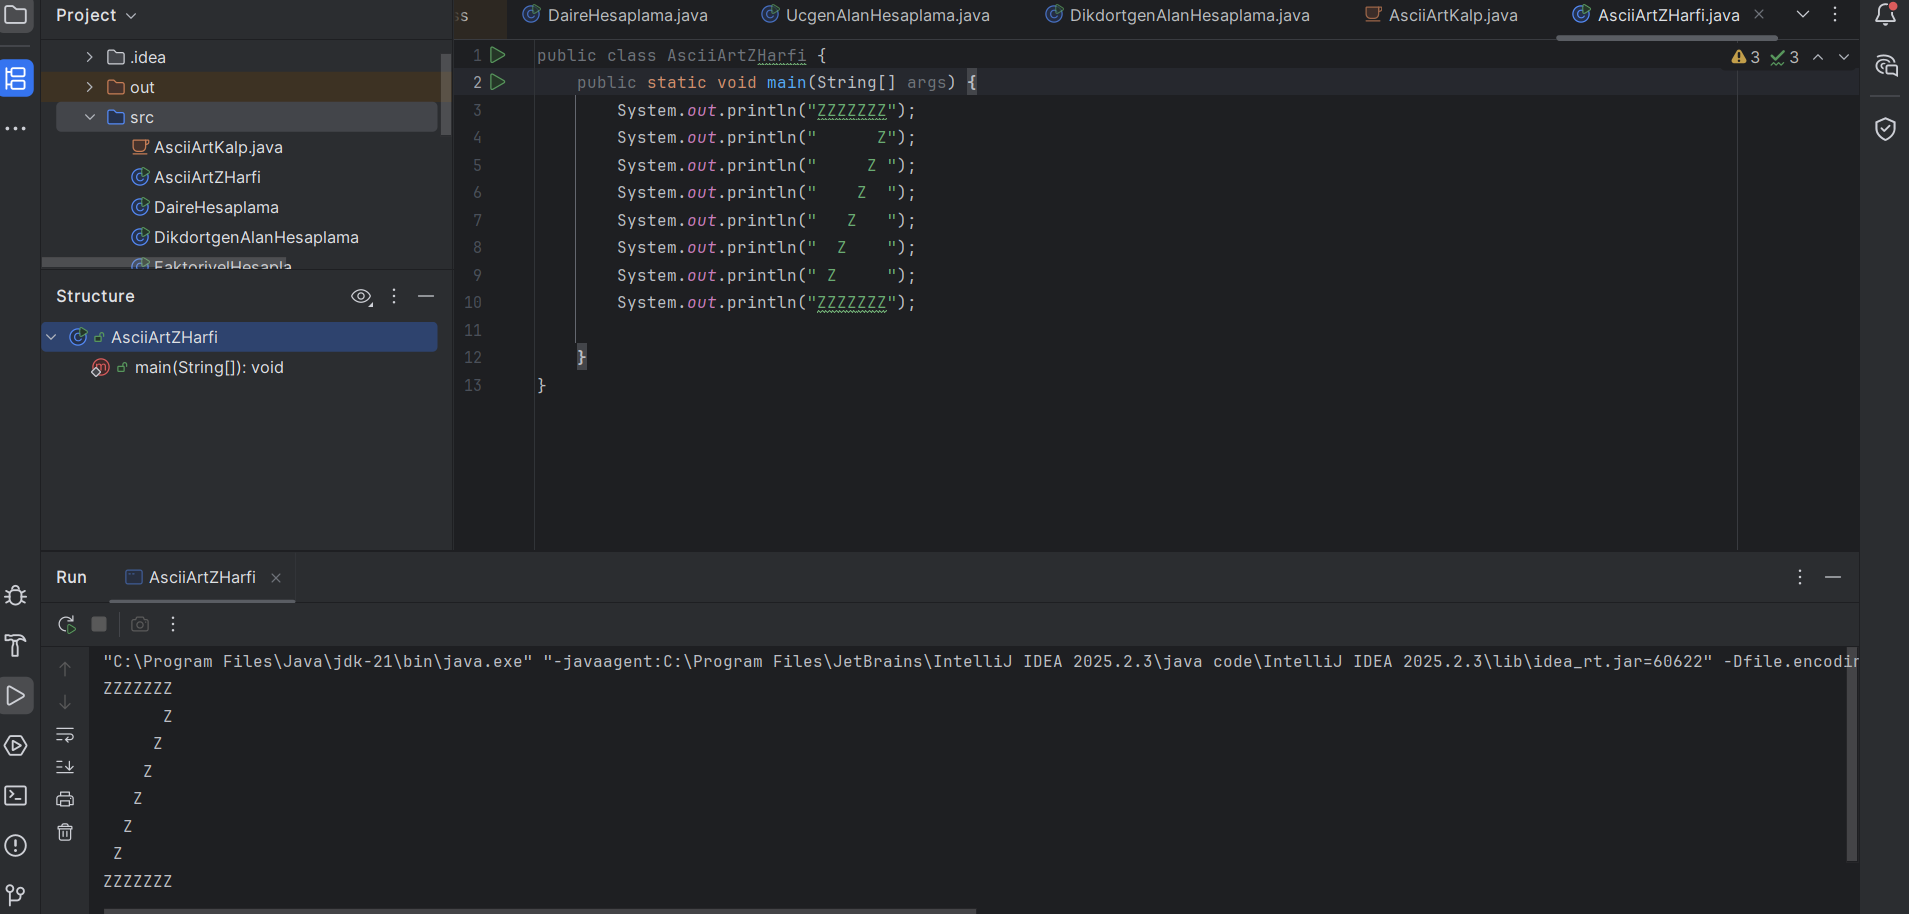 Project
s
DaireHesaplama.java
UcgenAlanHesaplama.java
DikdortgenAlanHesaplama.java
AsciiArtKalp.java
AsciiArtZHarfi.java
.idea
out
src
AsciiArtKalp.java
AsciiArtZHarfi
DaireHesaplama
DikdortgenAlanHesaplama
FaktoriyelHesapla
Structure
AsciiArtZHarfi
main(String[]): void
3 3
1 public class AsciiArtZHarfi {
2     public static void main(String[] args) {
3         System.out.println("ZZZZZZZ");
4         System.out.println("      Z");
5         System.out.println("     Z ");
6         System.out.println("    Z  ");
7         System.out.println("   Z   ");
8         System.out.println("  Z    ");
9         System.out.println(" Z     ");
10         System.out.println("ZZZZZZZ");
11
12     }
13 }
Run
AsciiArtZHarfi
"C:\Program Files\Java\jdk-21\bin\java.exe" "-javaagent:C:\Program Files\JetBrains\IntelliJ IDEA 2025.2.3\java code\IntelliJ IDEA 2025.2.3\lib\idea_rt.jar=60622" -Dfile.encodin
ZZZZZZZ
      Z
     Z
    Z
   Z
  Z
 Z
ZZZZZZZ